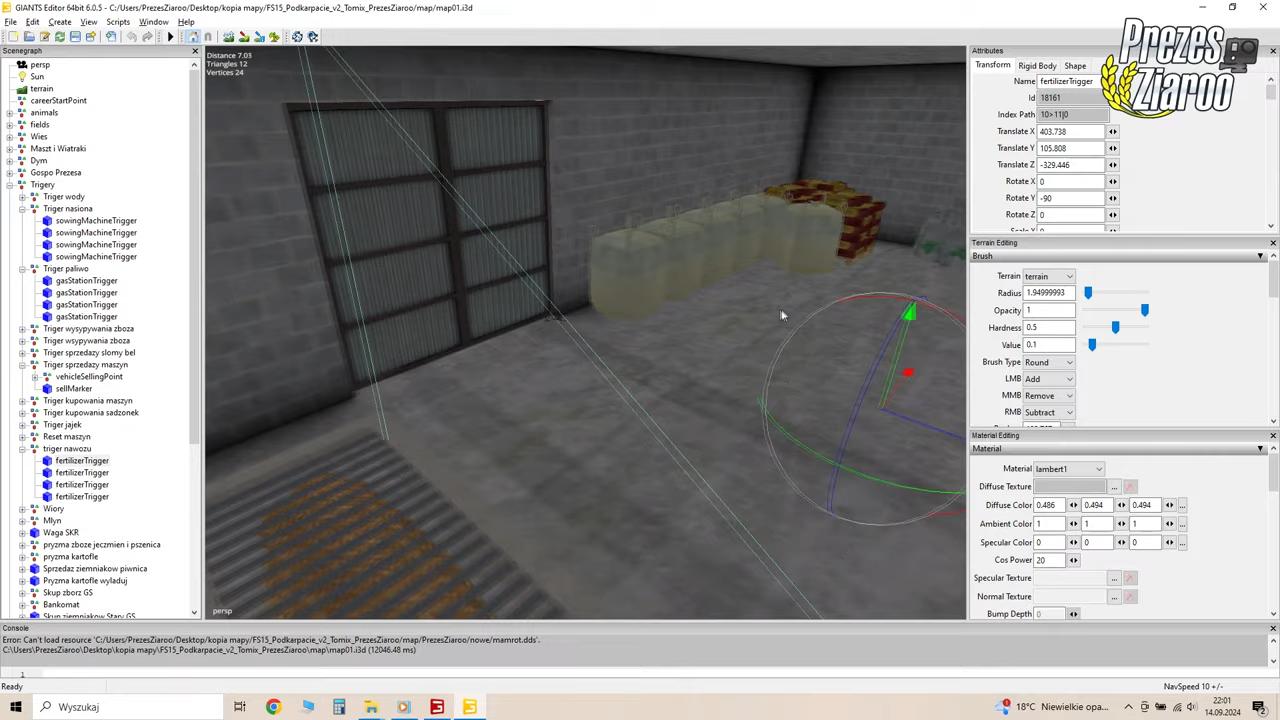 GIANTS Editor 64bit - v6.0.5 - C:/Users/PrezesZiaroo/Desktop/kopia mapy/FS15_Podkarpacie_v2_Tomix_PrezesZiaroo/map/map01.i3d
File Edit Create View Scripts Window Help
Scenegraph
persp
Sun
terrain
careerStartPoint
animals
fields
Wies
Maszt i Wiatraki
Dym
Gospo Prezesa
Trigery
Triger wody
Triger nasiona
sowingMachineTrigger
sowingMachineTrigger
sowingMachineTrigger
sowingMachineTrigger
Triger paliwo
gasStationTrigger
gasStationTrigger
gasStationTrigger
gasStationTrigger
Triger wysypywania zboza
Triger wsypywania zboza
Triger sprzedazy slomy bel
Triger sprzedazy maszyn
vehicleSellingPoint
sellMarker
Triger kupowania maszyn
Triger kupowania sadzonek
Triger jajek
Reset maszyn
triger nawozu
fertilizerTrigger
fertilizerTrigger
fertilizerTrigger
fertilizerTrigger
Wiory
Mlyn
Waga SKR
pryzma zboze jeczmien i pszenica
pryzma kartofle
Sprzedaz ziemniakow piwnica
Pryzma kartofle wyladuj
Skup zborz GS
Bankomat
Skup ziemniakow Stary GS
Distance 7.03
Triangles 12
Vertices 24
persp
Prezes
Ziaroo
Attributes
Transform Rigid Body Shape
Name fertilizerTrigger
Id 18161
Index Path 10>11|0
Translate X 403.738
Translate Y 105.808
Translate Z -329.446
Rotate X 0
Rotate Y -90
Rotate Z 0
Terrain Editing
Brush
Terrain terrain
Radius 1.94999993
Opacity 1
Hardness 0.5
Value 0.1
Brush Type Round
LMB Add
MMB Remove
RMB Subtract
Material Editing
Material
Material lambert1
Diffuse Texture ...
Diffuse Color 0.486 0.494 0.494 ...
Ambient Color 1 1 1 ...
Specular Color 0 0 0 ...
Cos Power 20
Specular Texture ...
Normal Texture ...
Bump Depth 0
Console
Error: Can't load resource 'C:/Users/PrezesZiaroo/Desktop/kopia mapy/FS15_Podkarpacie_v2_Tomix_PrezesZiaroo/map/PrezesZiaroo/nowe/mamrot.dds'.
C:\Users\PrezesZiaroo\Desktop\kopia mapy\FS15_Podkarpacie_v2_Tomix_PrezesZiaroo\map\map01.i3d (12046.48 ms)
1
Ready
NavSpeed 10 +/-
Wyszukaj
18°C Niewielkie opa...
22:01
14.09.2024